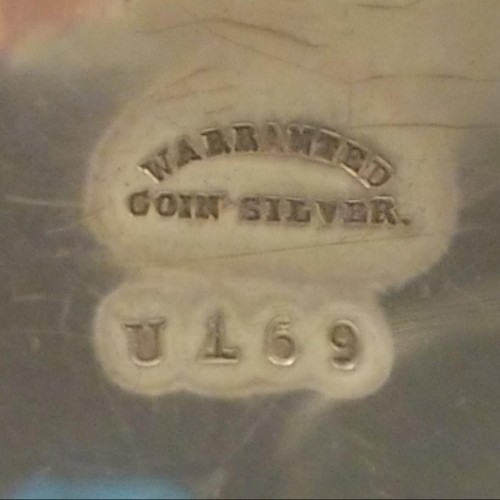 WARRANTED
COIN SILVER.
U 169